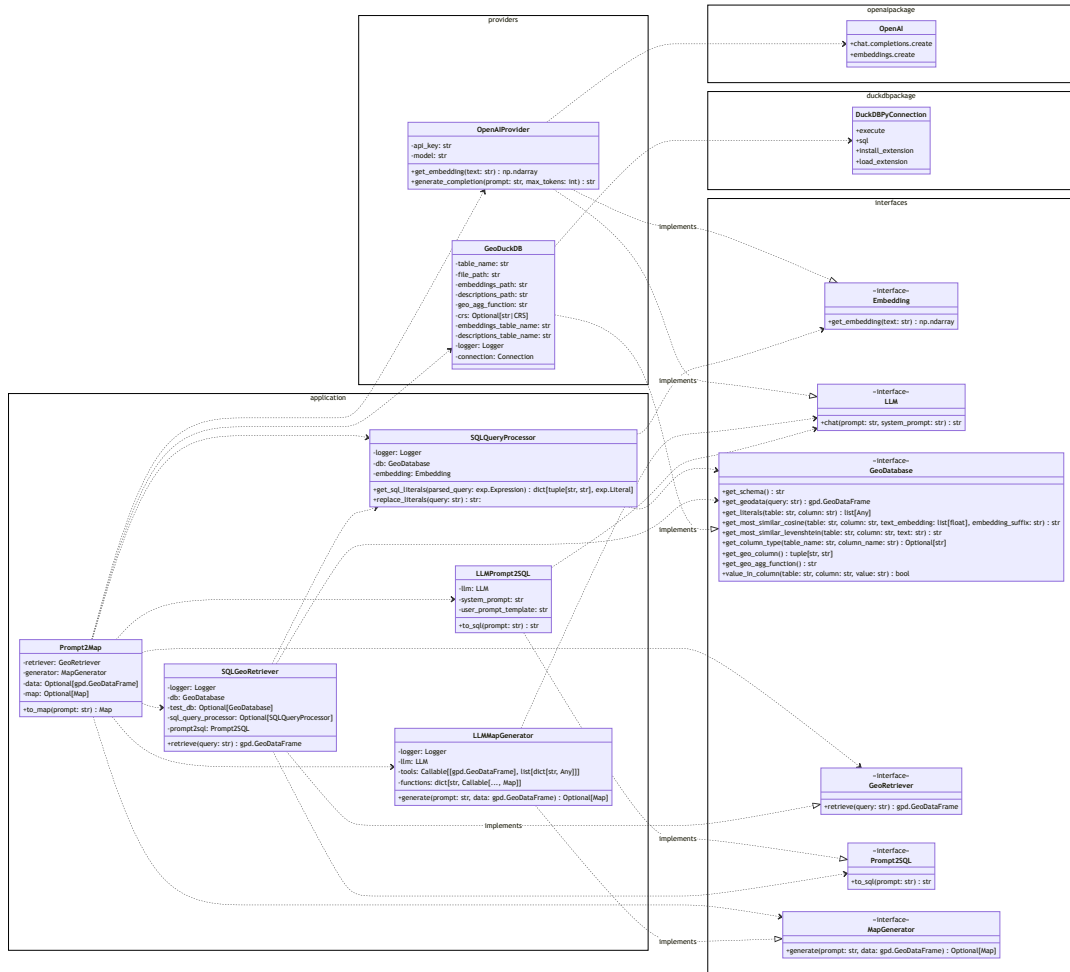 providers
OpenAIProvider
-api_key: str
-model: str
+get_embedding(text: str) : np.ndarray
+generate_completion(prompt: str, max_tokens: int) : str
GeoDuckDB
-table_name: str
-file_path: str
-embeddings_path: str
-descriptions_path: str
-geo_agg_function: str
-crs: Optional[str|CRS]
-embeddings_table_name: str
-descriptions_table_name: str
-logger: Logger
-connection: Connection
openaipackage
OpenAI
+chat.completions.create
+embeddings.create
duckdbpackage
DuckDBPyConnection
+execute
+sql
+install_extension
+load_extension
application
SQLQueryProcessor
-logger: Logger
-db: GeoDatabase
-embedding: Embedding
+get_sql_literals(parsed_query: exp.Expression) : dict[tuple[str, str], exp.Literal]
+replace_literals(query: str) : str:
LLMPrompt2SQL
-llm: LLM
-system_prompt: str
-user_prompt_template: str
+to_sql(prompt: str) : str
Prompt2Map
-retriever: GeoRetriever
-generator: MapGenerator
-data: Optional[gpd.GeoDataFrame]
-map: Optional[Map]
+to_map(prompt: str) : Map
SQLGeoRetriever
-logger: Logger
-db: GeoDatabase
-test_db: Optional[GeoDatabase]
-sql_query_processor: Optional[SQLQueryProcessor]
-prompt2sql: Prompt2SQL
+retrieve(query: str) : gpd.GeoDataFrame
LLMMapGenerator
-logger: Logger
-llm: LLM
-tools: Callable[[gpd.GeoDataFrame], list[dict[str, Any]]]
-functions: dict[str, Callable[..., Map]]
+generate(prompt: str, data: gpd.GeoDataFrame) : Optional[Map]
interfaces
Implements
«interface»
Embedding
+get_embedding(text: str) : np.ndarray
Implements
«interface»
LLM
+chat(prompt: str, system_prompt: str) : str
Implements
«interface»
GeoDatabase
+get_schema() : str
+get_geodata(query: str) : gpd.GeoDataFrame
+get_literals(table: str, column: str) : list[Any]
+get_most_similar_cosine(table: str, column: str, text_embedding: list[float], embedding_suffix: str) : str
+get_most_similar_levenshtein(table: str, column: str, text: str) : str
+get_column_type(table_name: str, column_name: str) : Optional[str]
+get_geo_column() : tuple[str, str]
+get_geo_agg_function() : str
+value_in_column(table: str, column: str, value: str) : bool
Implements
«interface»
GeoRetriever
+retrieve(query: str) : gpd.GeoDataFrame
Implements
«interface»
Prompt2SQL
+to_sql(prompt: str) : str
Implements
«interface»
MapGenerator
+generate(prompt: str, data: gpd.GeoDataFrame) : Optional[Map]